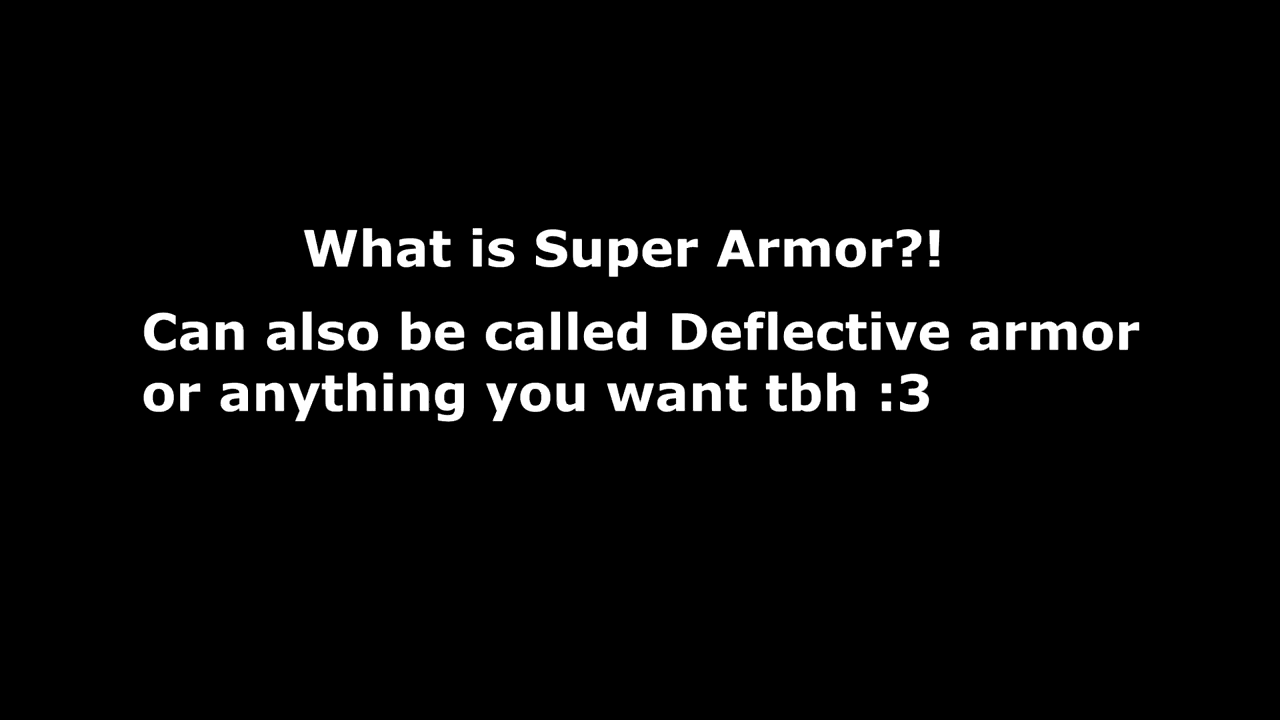 What is Super Armor?!
Can also be called Deflective armor
or anything you want tbh :3